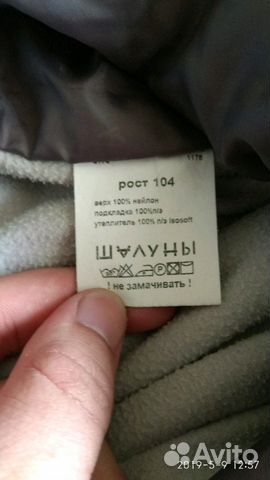 1178
рост 104
верх 100% нейлон
подкладка 100%п/э
утеплитель 100% п/э isosoft
ШАЛУНЫ
! не замачивать !
2019-5-9 12:57
Avito